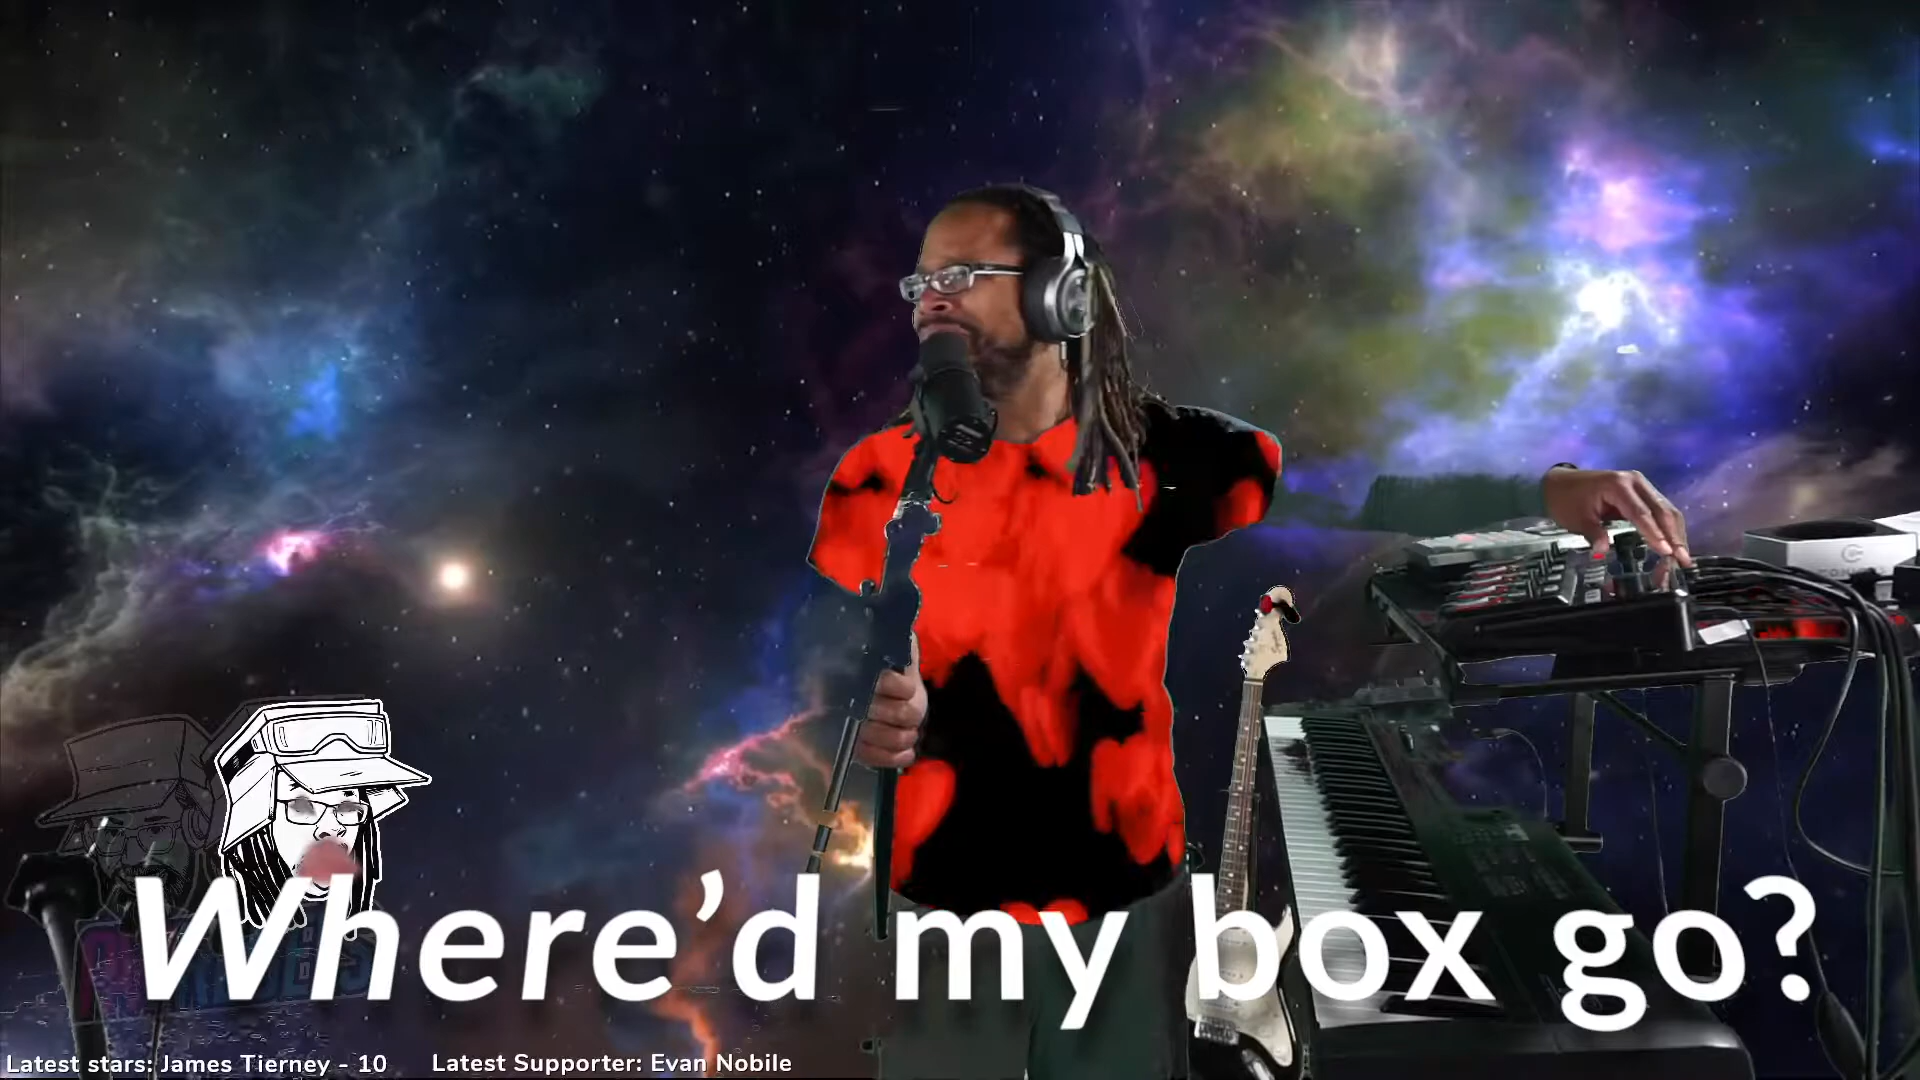 Where’d my box go?
Latest stars: James Tierney - 10 Latest Supporter: Evan Nobile